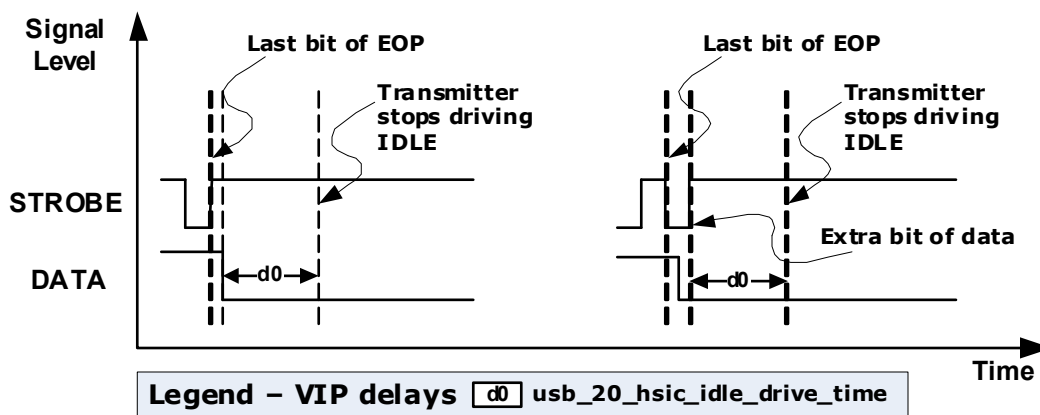 Signal
Level
Last bit of EOP
Transmitter
stops driving
IDLE
Last bit of EOP
Transmitter
stops driving
IDLE
STROBE
Extra bit of data
DATA
d0
d0
Time
Legend – VIP delays d0 usb_20_hsic_idle_drive_time